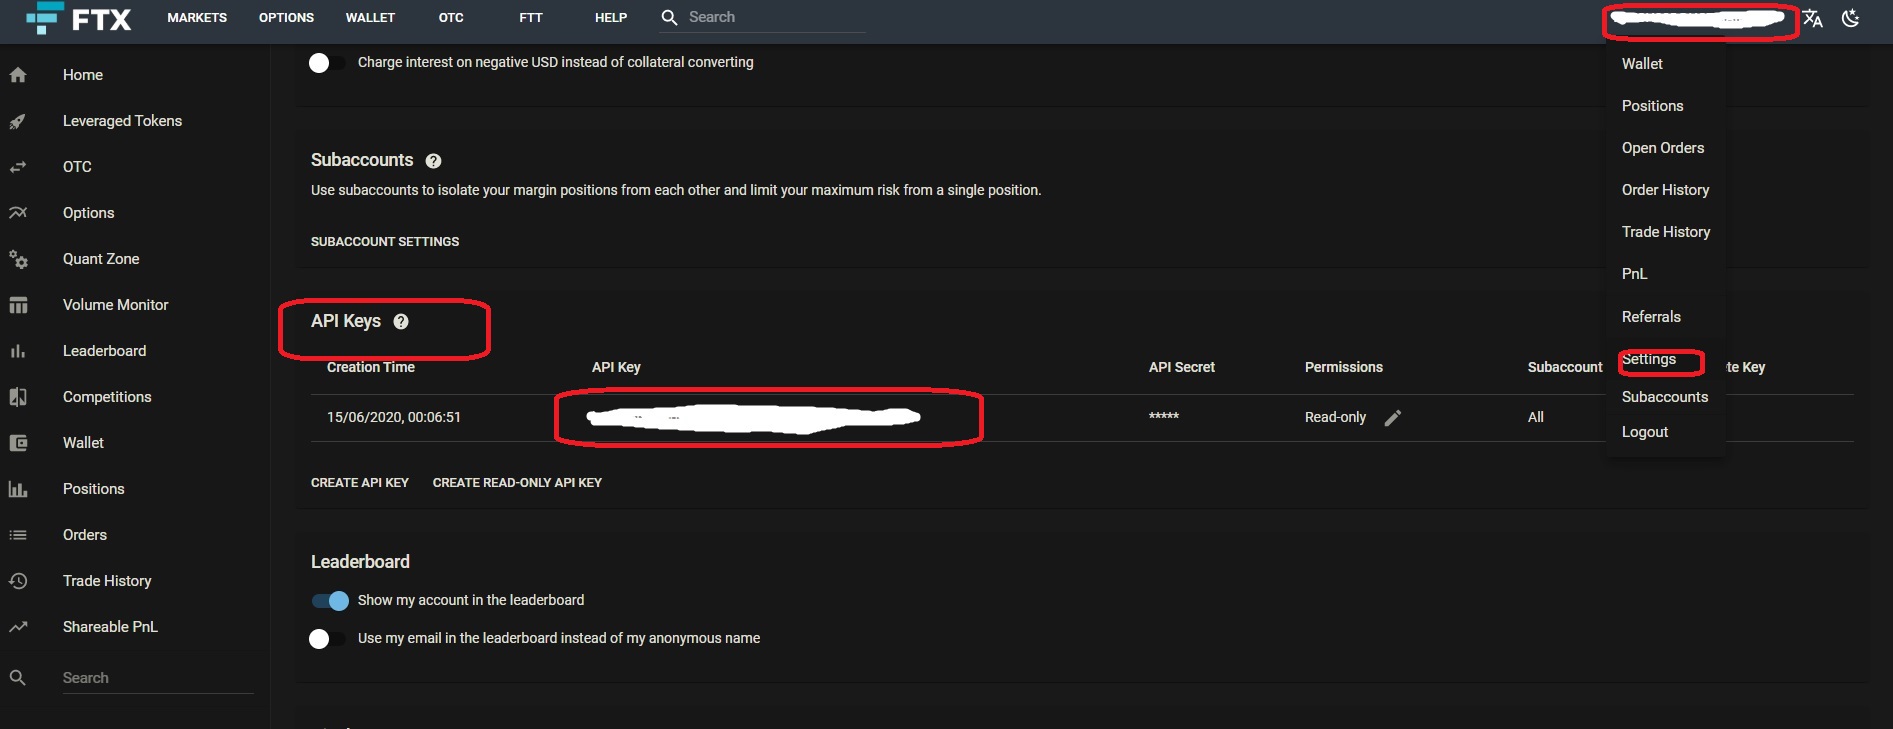 FTX MARKETS OPTIONS WALLET OTC FTT HELP Search
Home
Leveraged Tokens
OTC
Options
Quant Zone
Volume Monitor
Leaderboard
Competitions
Wallet
Positions
Orders
Trade History
Shareable PnL
Search
Charge interest on negative USD instead of collateral converting
Subaccounts ?
Use subaccounts to isolate your margin positions from each other and limit your maximum risk from a single position.
SUBACCOUNT SETTINGS
API Keys ?
Creation Time API Key API Secret Permissions Subaccount Key
15/06/2020, 00:06:51 ***** Read-only All
CREATE API KEY CREATE READ-ONLY API KEY
Leaderboard
Show my account in the leaderboard
Use my email in the leaderboard instead of my anonymous name
Wallet
Positions
Open Orders
Order History
Trade History
PnL
Referrals
Settings
Subaccounts
Logout